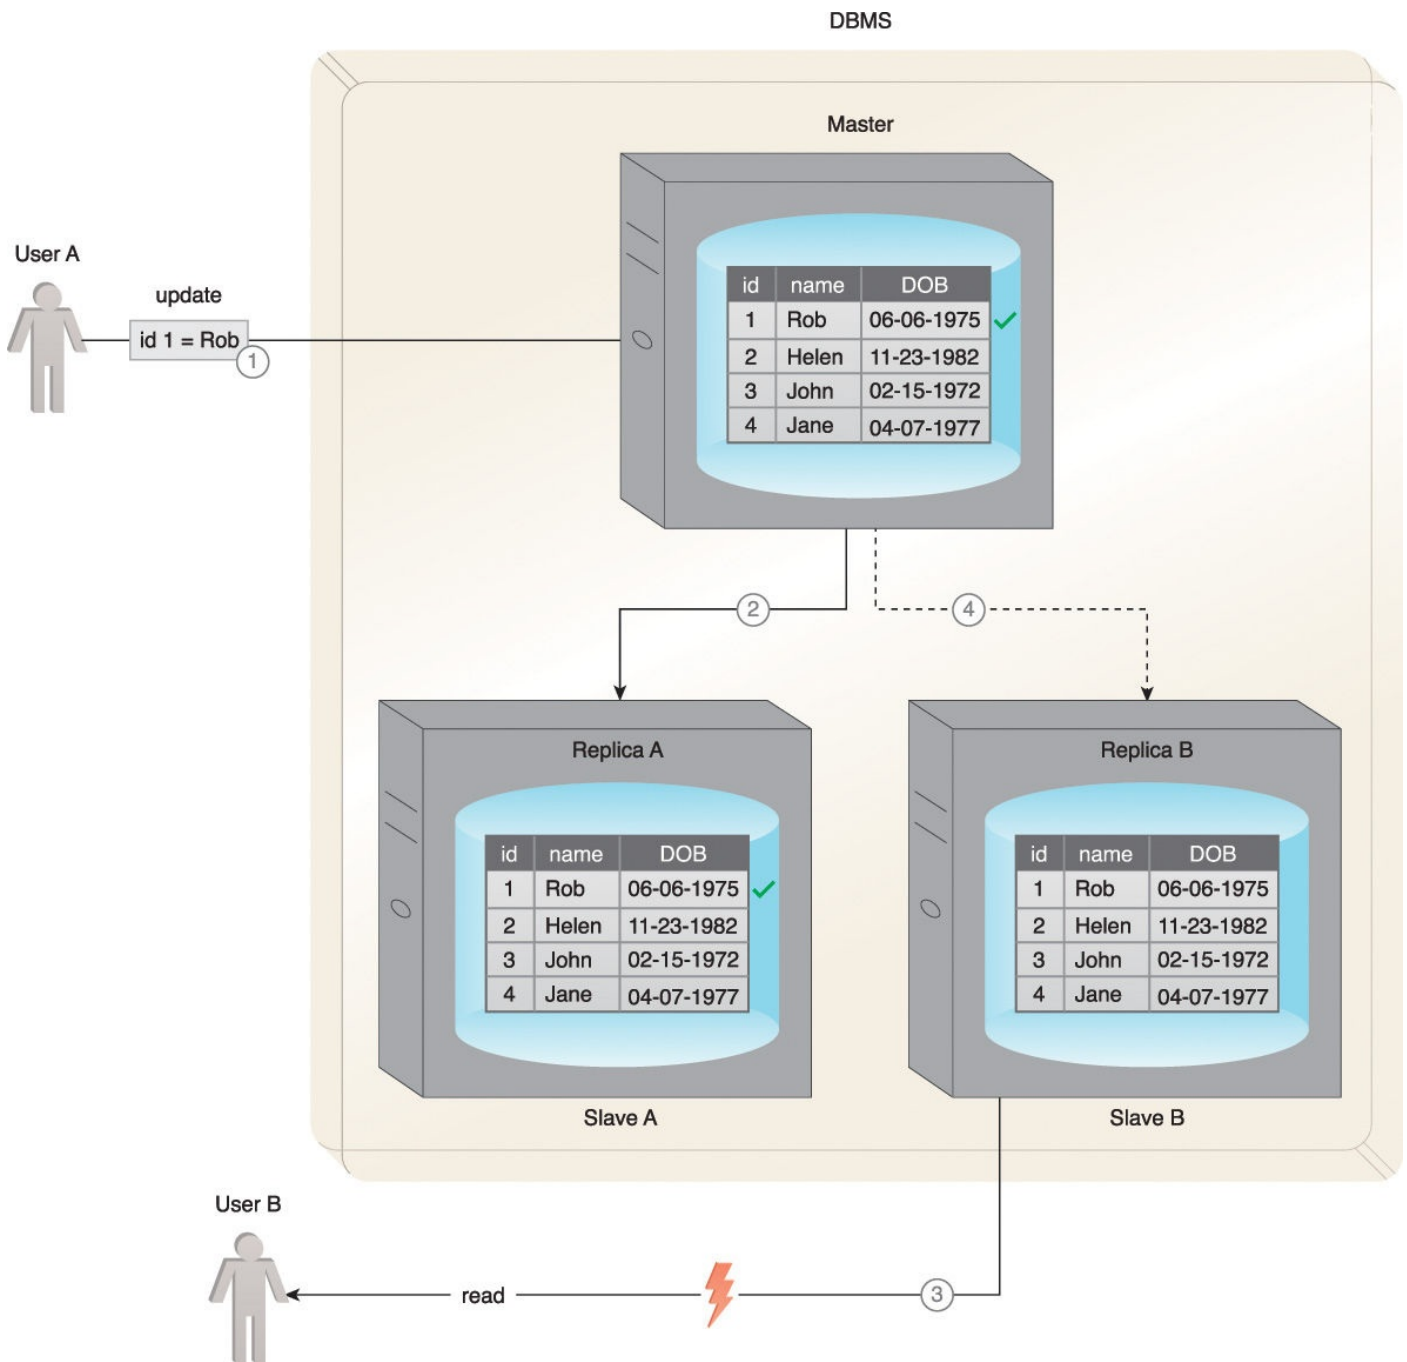 DBMS
Master
User A
update
id 1 = Rob
1
id name DOB
1 Rob 06-06-1975
2 Helen 11-23-1982
3 John 02-15-1972
4 Jane 04-07-1977
2
4
Replica A
id name DOB
1 Rob 06-06-1975
2 Helen 11-23-1982
3 John 02-15-1972
4 Jane 04-07-1977
Slave A
Replica B
id name DOB
1 Rob 06-06-1975
2 Helen 11-23-1982
3 John 02-15-1972
4 Jane 04-07-1977
Slave B
User B
read
3